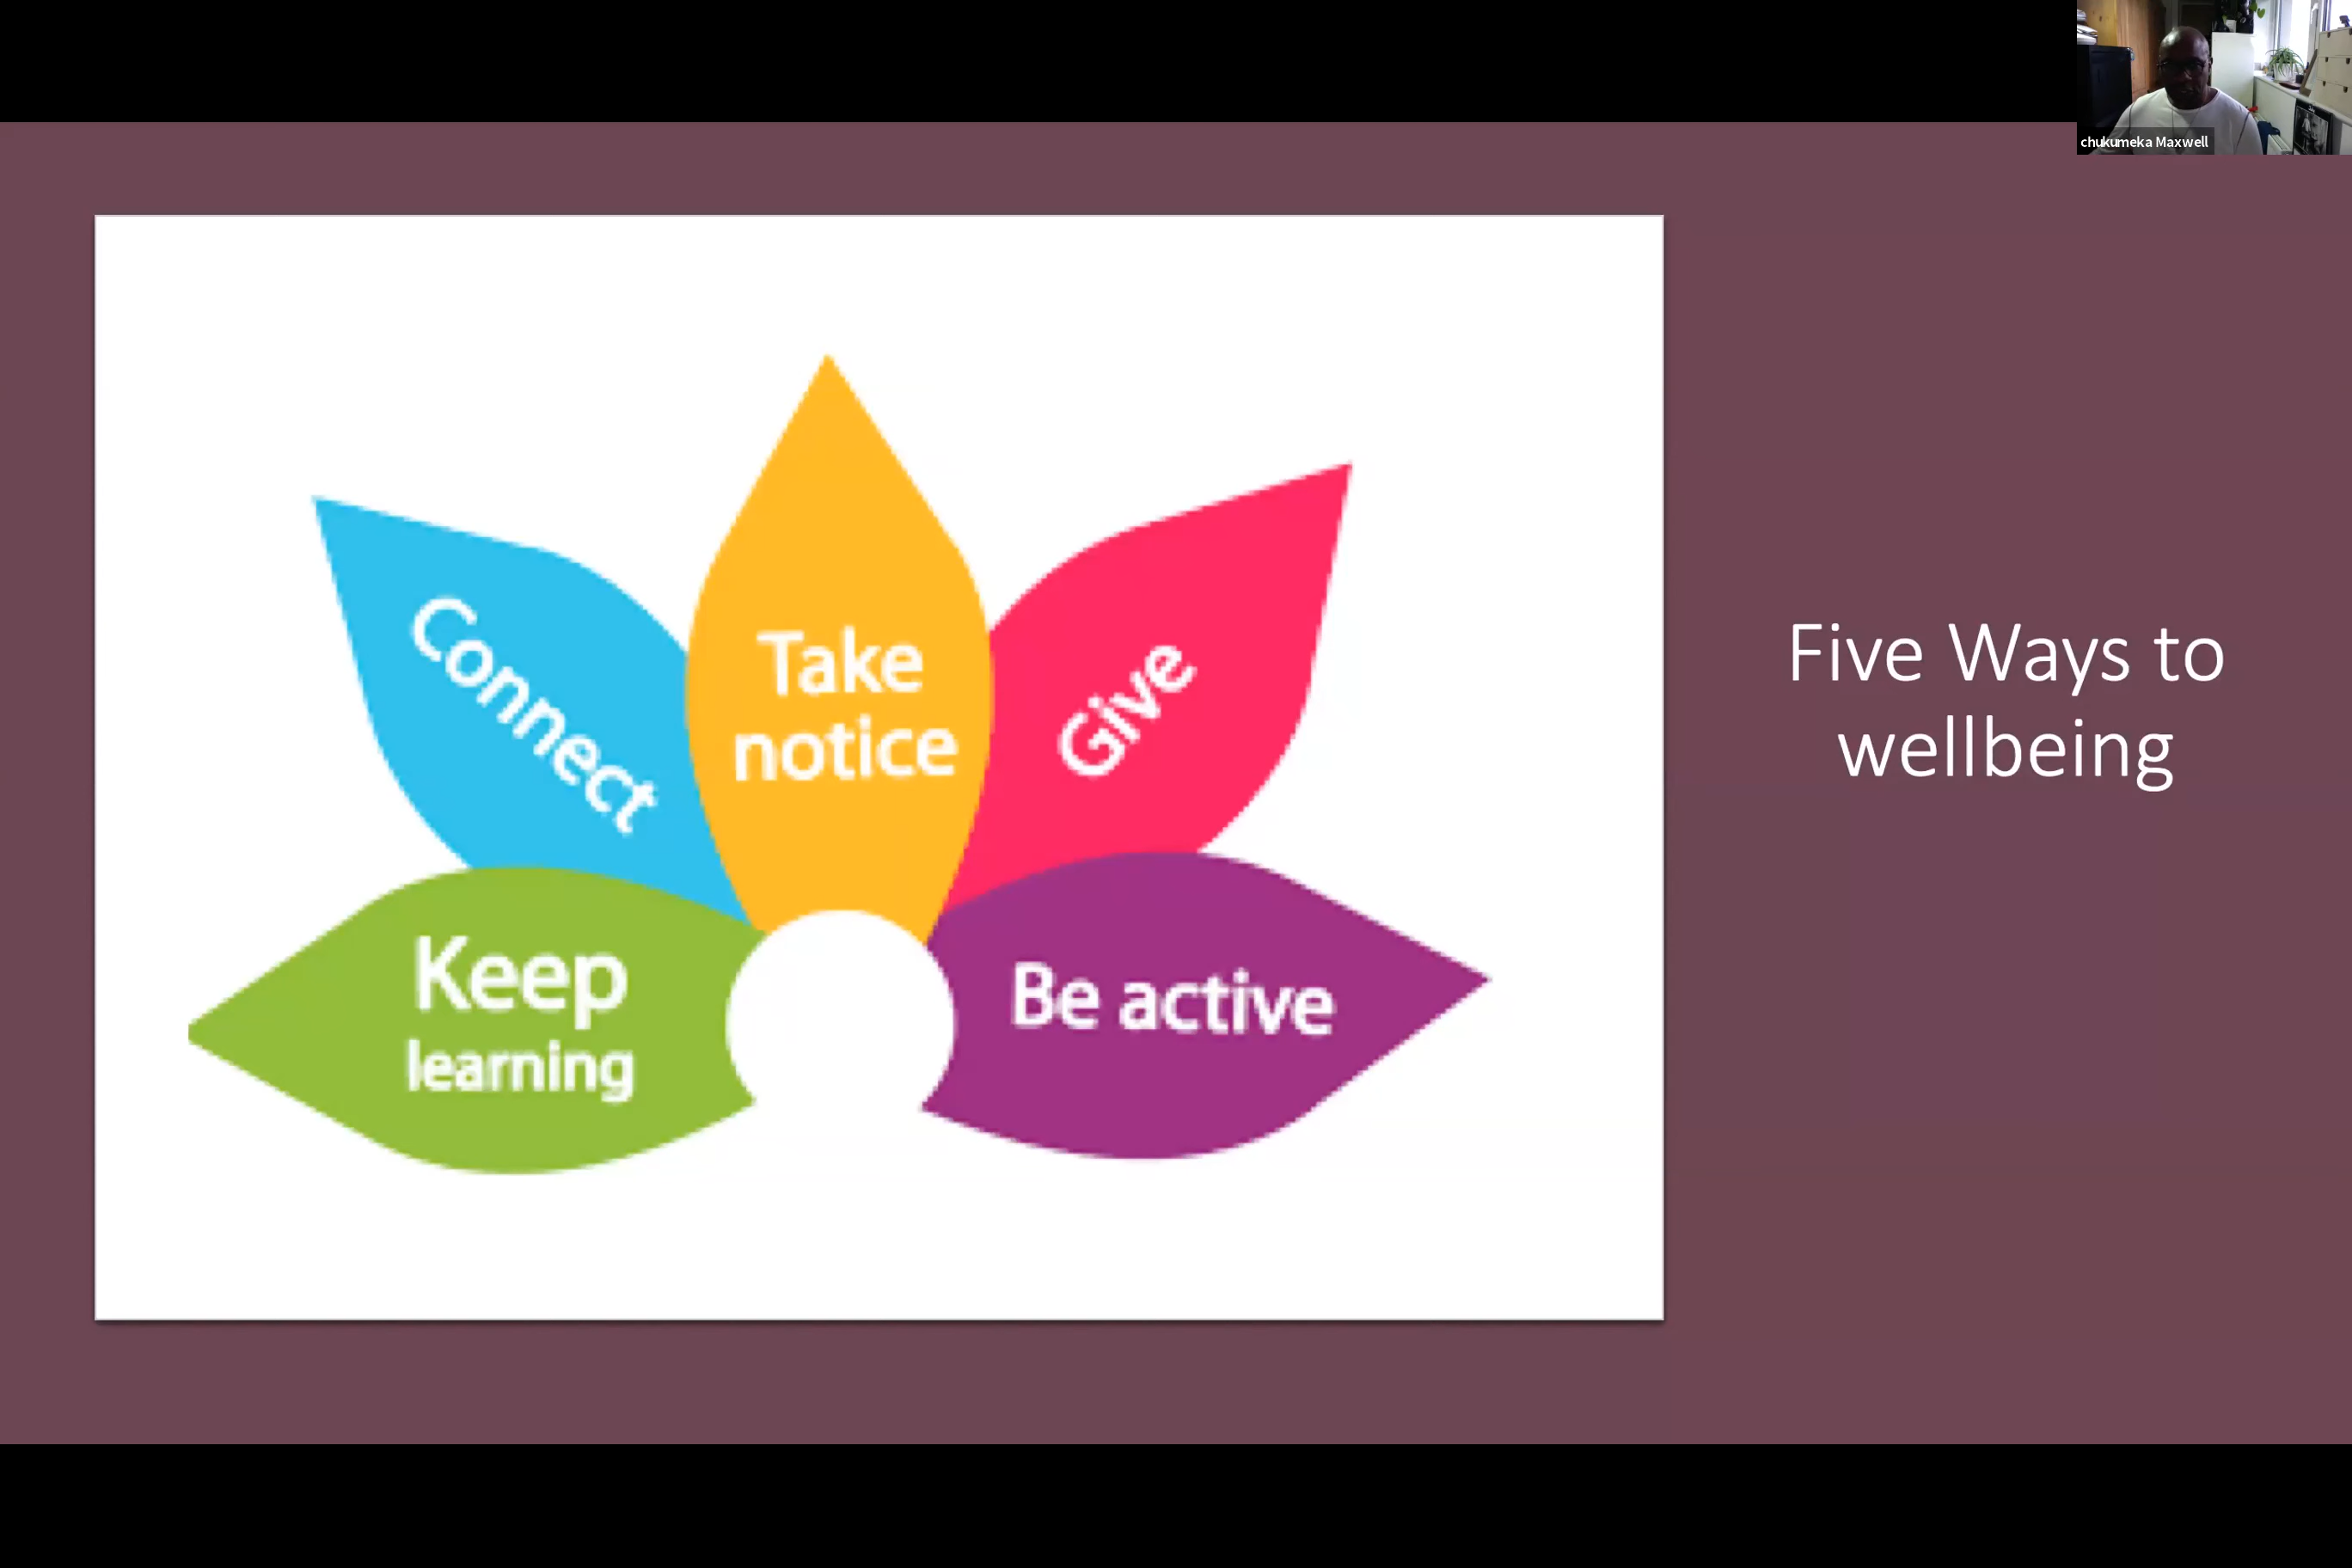 chukumeka Maxwell
Connect
Take
notice
Give
Keep
learning
Be active
Five Ways to
wellbeing